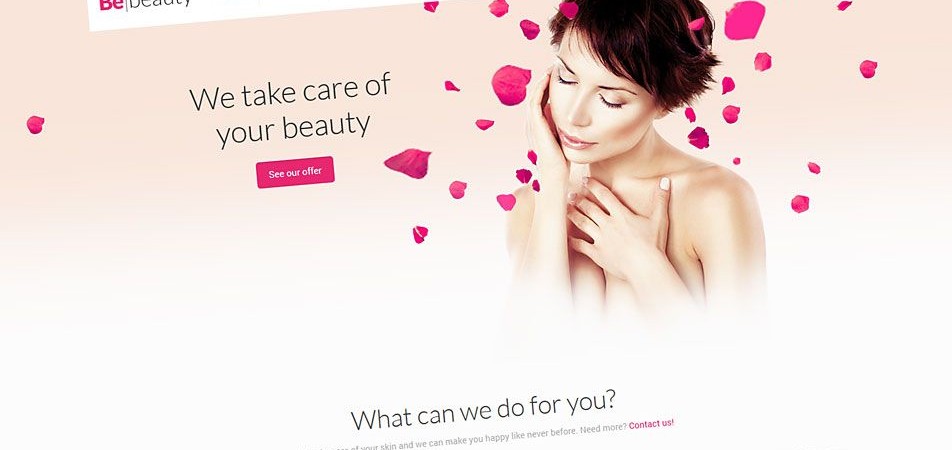 Be|beauty
We take care of
your beauty
See our offer
What can we do for you?
of your skin and we can make you happy like never before. Need more? Contact us!